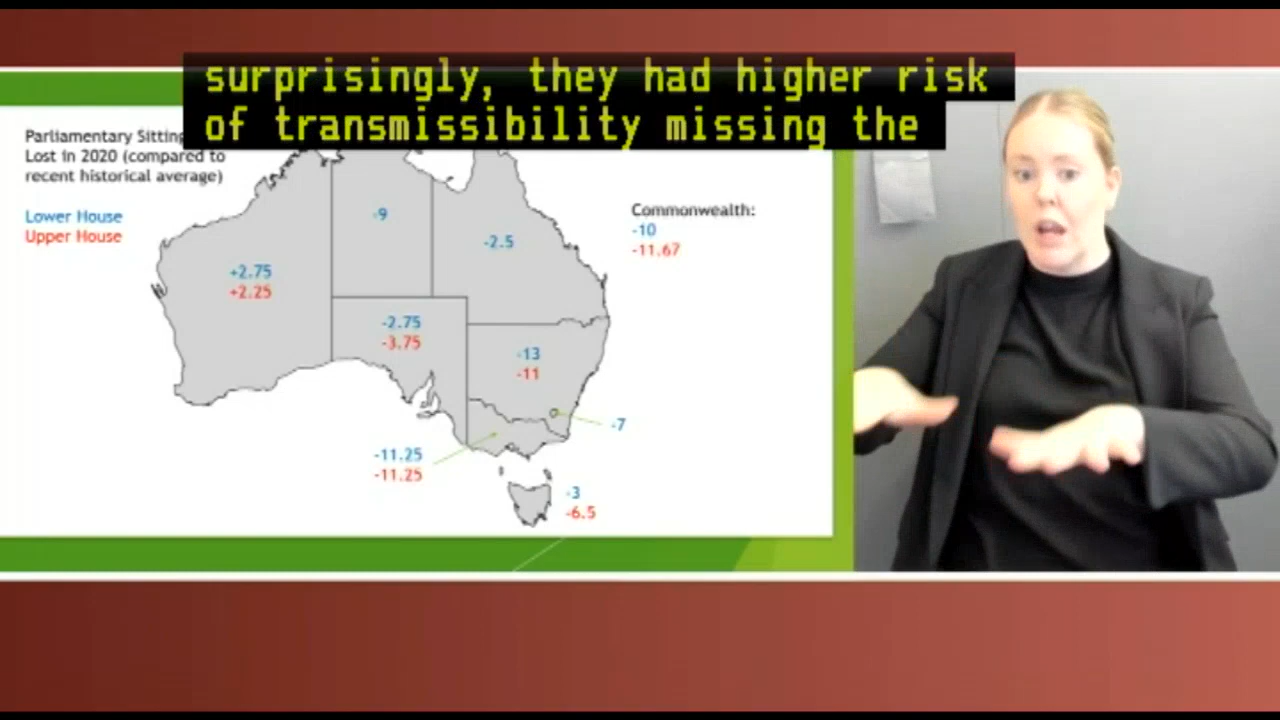 surprisingly, they had higher risk
of transmissibility missing the
Parliamentary Sitting
Lost in 2020 (compared to
recent historical average)
Lower House
Upper House
-9
-2.5
Commonwealth:
-10
-11.67
+2.75
+2.25
-2.75
-3.75
-13
-11
-7
-11.25
-11.25
-3
-6.5